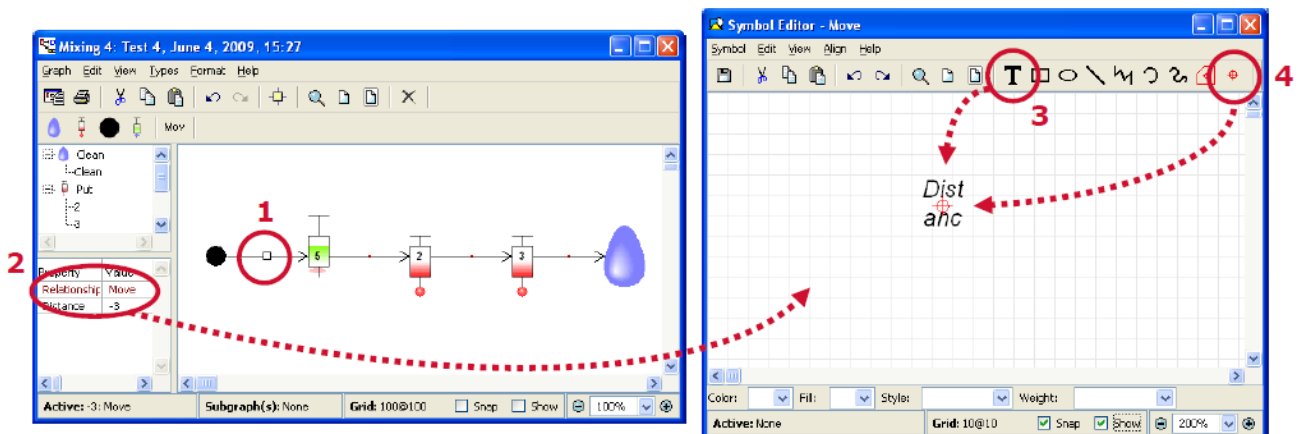 Mixing 4: Test 4, June 4, 2009, 15:27
Graph Edit View Types Format Help
Mov
Clean
Clean
Put
2
3
1
5
2
3
2
Property Value
Relationship Move
Distance -3
Active: -3: Move
Subgraph(s): None
Grid: 100@100
Snap
Show
100%
Symbol Editor - Move
Symbol Edit View Align Help
T
3
4
Dist
anc
Color:
Fill:
Style:
Weight:
Active: None
Grid: 10@10
Snap
Show
200%